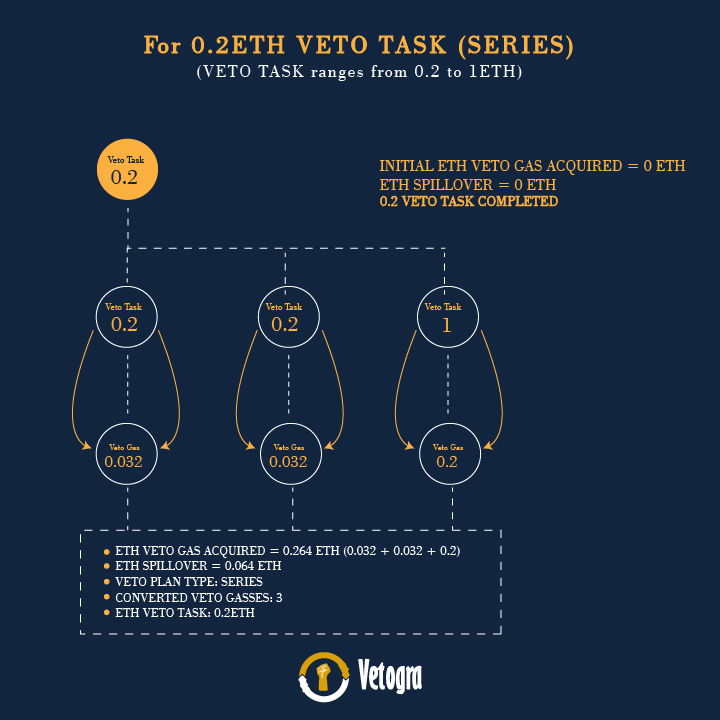 For 0.2ETH VETO TASK (SERIES)
(VETO TASK ranges from 0.2 to 1ETH)
Veto Task
0.2
INITIAL ETH VETO GAS ACQUIRED = 0 ETH
ETH SPILLOVER = 0 ETH
0.2 VETO TASK COMPLETED
Veto Task
0.2
Veto Task
0.2
Veto Task
1
Veto Gas
0.032
Veto Gas
0.032
Veto Gas
0.2
ETH VETO GAS ACQUIRED = 0.264 ETH (0.032 + 0.032 + 0.2)
ETH SPILLOVER = 0.064 ETH
VETO PLAN TYPE: SERIES
CONVERTED VETO GASSES: 3
ETH VETO TASK: 0.2ETH
Vetogra